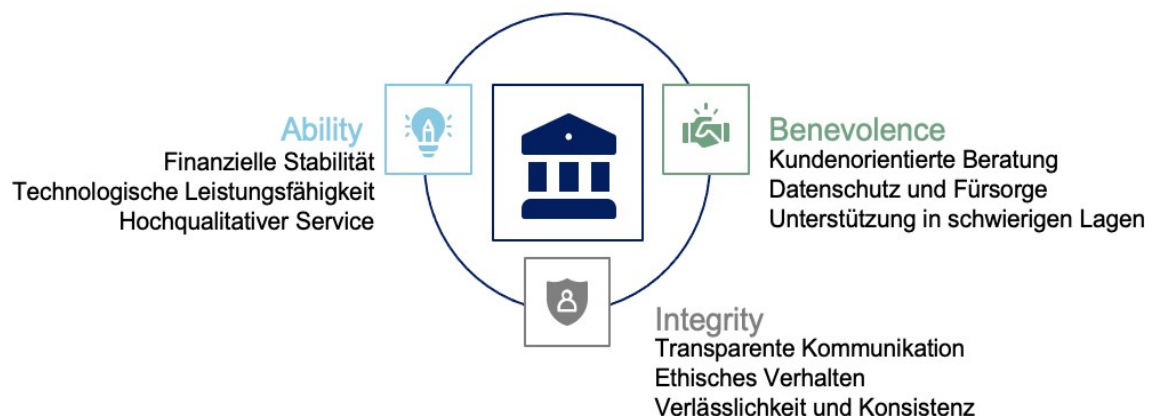 Ability
Finanzielle Stabilität
Technologische Leistungsfähigkeit
Hochqualitativer Service
Benevolence
Kundenorientierte Beratung
Datenschutz und Fürsorge
Unterstützung in schwierigen Lagen
Integrity
Transparente Kommunikation
Ethisches Verhalten
Verlässlichkeit und Konsistenz